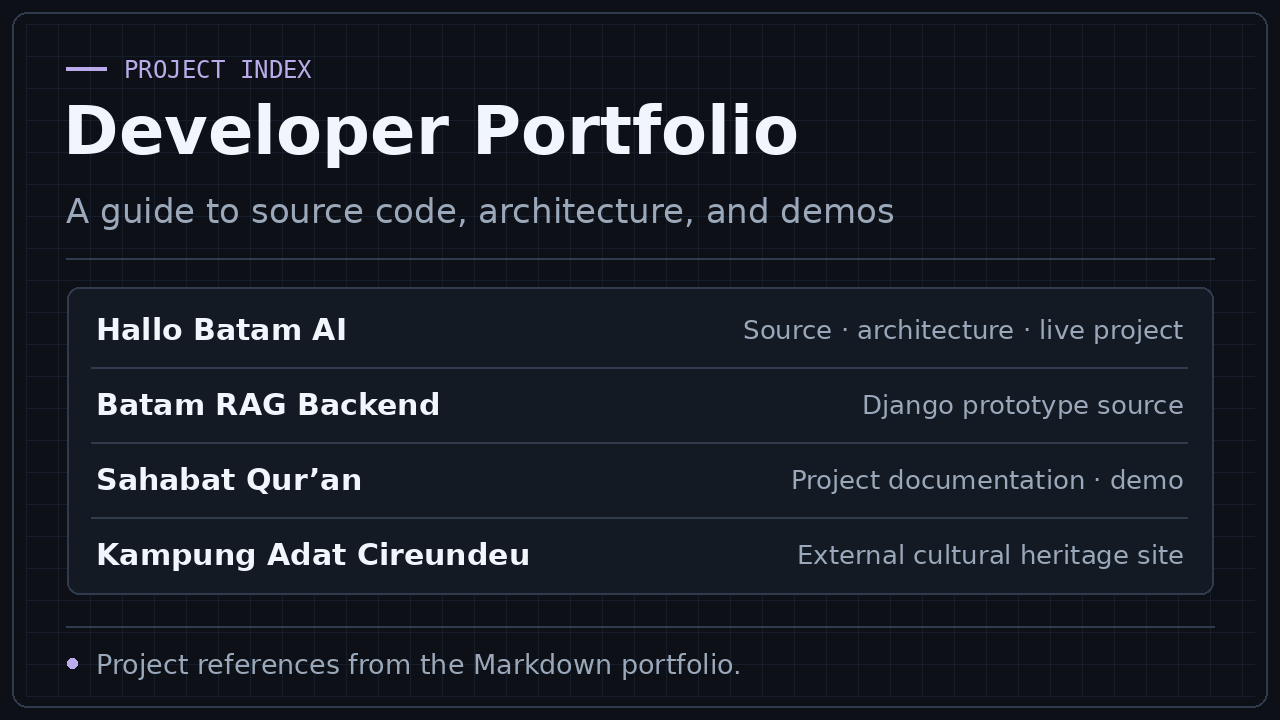 PROJECT INDEX
Developer Portfolio
A guide to source code, architecture, and demos
Hallo Batam AI Source · architecture · live project
Batam RAG Backend Django prototype source
Sahabat Qur’an Project documentation · demo
Kampung Adat Cireundeu External cultural heritage site
Project references from the Markdown portfolio.